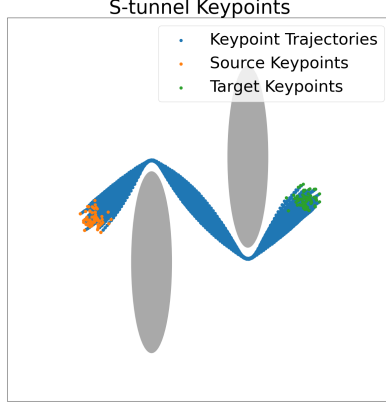 S-tunnel Keypoints
Keypoint Trajectories
Source Keypoints
Target Keypoints